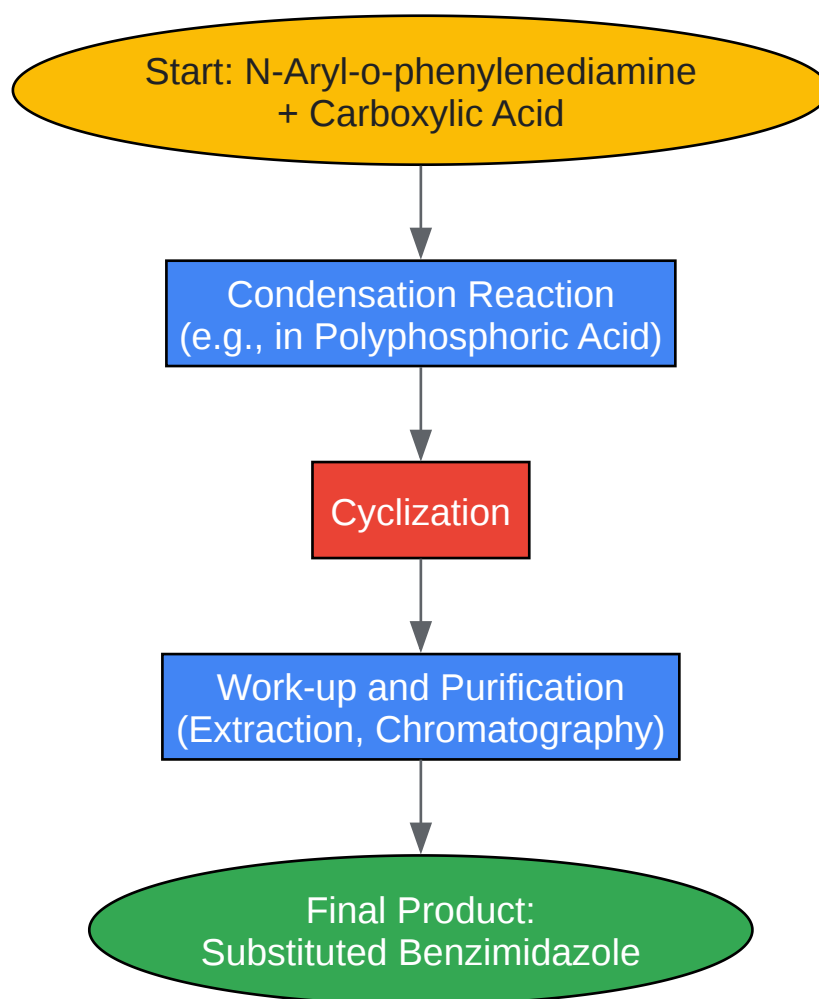 Start: N-Aryl-o-phenylenediamine
+ Carboxylic Acid
Condensation Reaction
(e.g., in Polyphosphoric Acid)
Cyclization
Work-up and Purification
(Extraction, Chromatography)
Final Product:
Substituted Benzimidazole